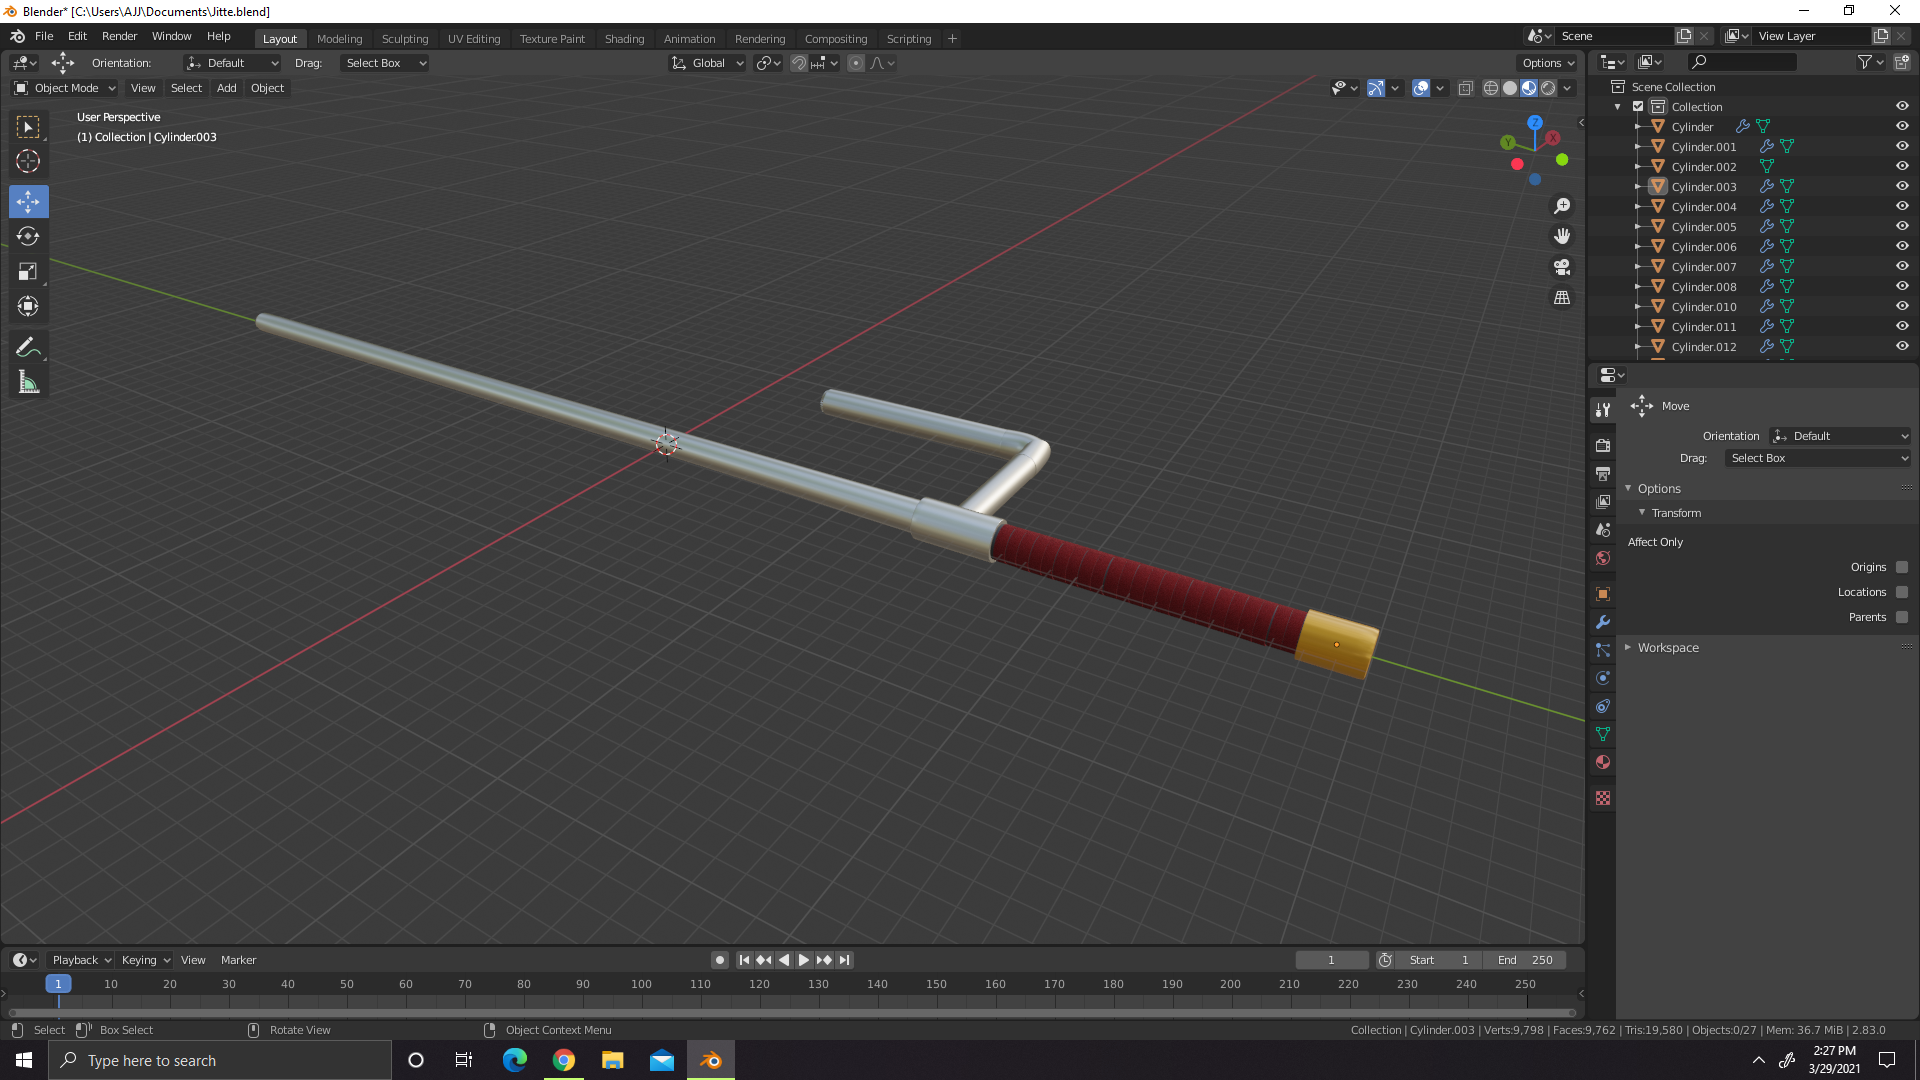 Blender* [C:\Users\AJJ\Documents\Jitte.blend]
File Edit Render Window Help
Layout Modeling Sculpting UV Editing Texture Paint Shading Animation Rendering Compositing Scripting +
Scene
View Layer
Orientation: Default Drag: Select Box
Global
Options
Object Mode View Select Add Object
User Perspective
(1) Collection | Cylinder.003
Z
Y
X
Scene Collection
Collection
Cylinder
Cylinder.001
Cylinder.002
Cylinder.003
Cylinder.004
Cylinder.005
Cylinder.006
Cylinder.007
Cylinder.008
Cylinder.010
Cylinder.011
Cylinder.012
Move
Orientation Default
Drag: Select Box
Options
Transform
Affect Only
Origins
Locations
Parents
Workspace
Playback Keying View Marker
1
Start 1
End 250
1 10 20 30 40 50 60 70 80 90 100 110 120 130 140 150 160 170 180 190 200 210 220 230 240 250
Select Box Select Rotate View Object Context Menu
Collection | Cylinder.003 | Verts:9,798 | Faces:9,762 | Tris:19,580 | Objects:0/27 | Mem: 36.7 MiB | 2.83.0
Type here to search
2:27 PM
3/29/2021